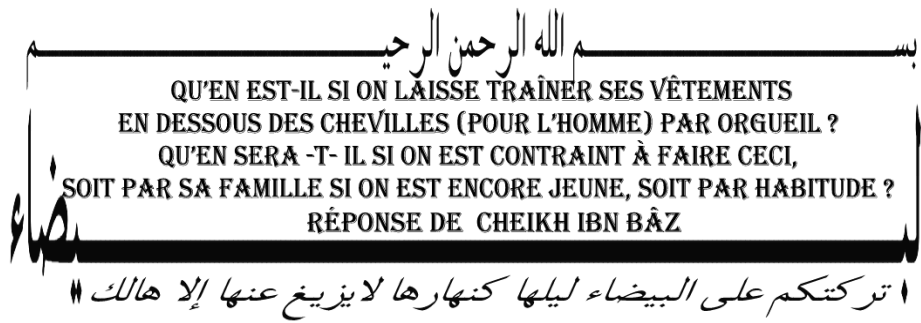 بسم الله الرحمن الرحيم
QU'EN EST-IL SI ON LAISSE TRAÎNER SES VÊTEMENTS
EN DESSOUS DES CHEVILLES (POUR L'HOMME) PAR ORGUEIL ?
QU'EN SERA -T- IL SI ON EST CONTRAINT À FAIRE CECI,
SOIT PAR SA FAMILLE SI ON EST ENCORE JEUNE, SOIT PAR HABITUDE ?
RÉPONSE DE CHEIKH IBN BÂZ
البيضاء
تركتكم على البيضاء ليلها كنهارها لا يزيغ عنها إلا هالك